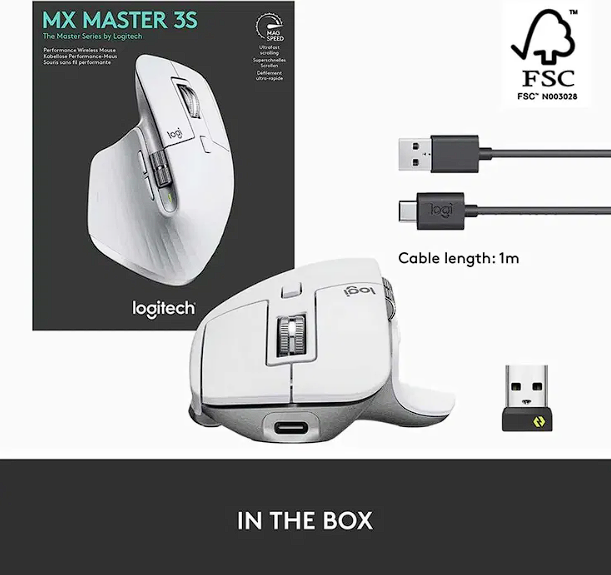 MX MASTER 3S
The Master Series by Logitech
Performance Wireless Mouse
Kabellose Performance-Maus
Souris sans fil performante
MAG
SPEED
Ultrafast
scrolling
Superschnelles
Scrollen
Défilement
ultra-rapide
logi
logitech
FSC
FSC™ N003028
™
logi
Cable length: 1m
logi
IN THE BOX